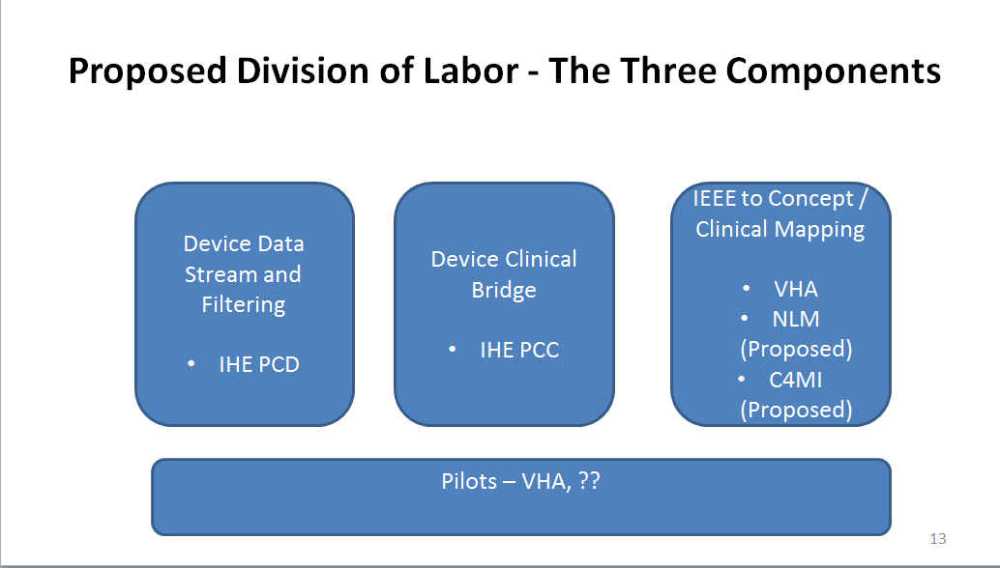 Proposed Division of Labor - The Three Components
Device Data
Stream and
Filtering
• IHE PCD
Device Clinical
Bridge
• IHE PCC
IEEE to Concept /
Clinical Mapping
• VHA
• NLM
(Proposed)
• C4MI
(Proposed)
Pilots – VHA, ??
13